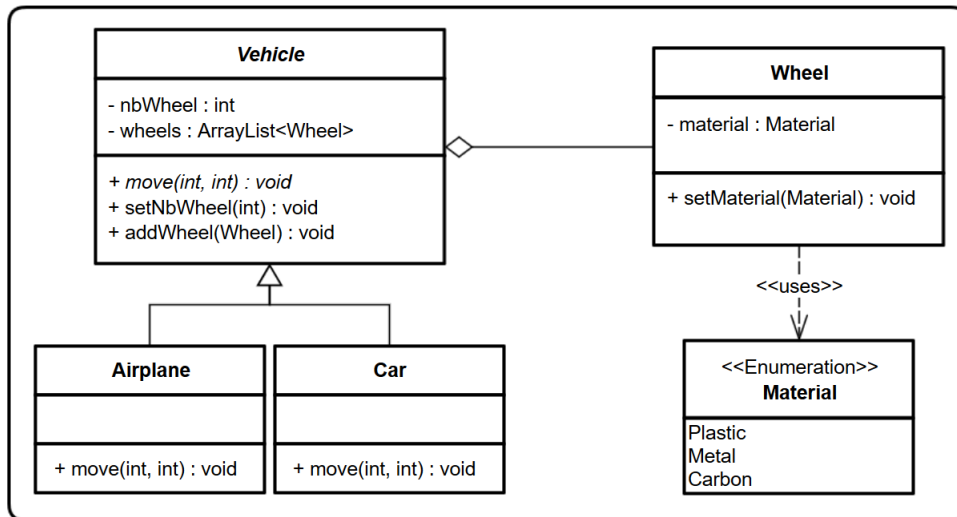 Vehicle
- nbWheel : int
- wheels : ArrayList<Wheel>
+ move(int, int) : void
+ setNbWheel(int) : void
+ addWheel(Wheel) : void
Wheel
- material : Material
+ setMaterial(Material) : void
<<uses>>
Airplane
+ move(int, int) : void
Car
+ move(int, int) : void
<<Enumeration>>
Material
Plastic
Metal
Carbon